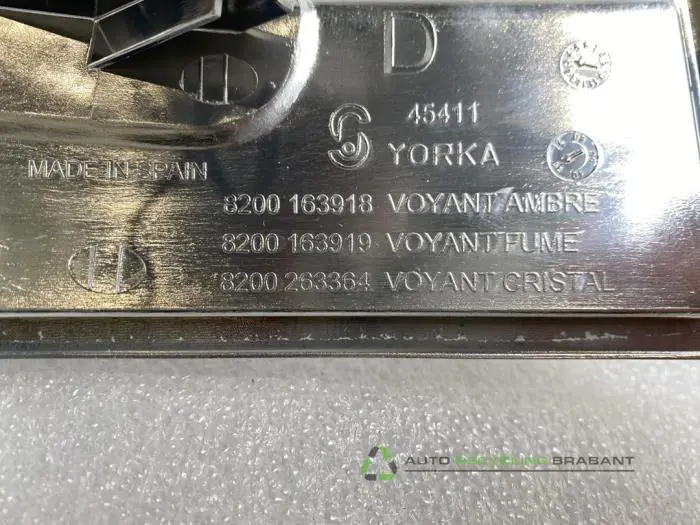 D
45411
YORKA
MADE IN SPAIN
8200 163918 VOYANT AMBRE
8200 163919 VOYANT FUME
8200 263364 VOYANT CRISTAL
AUTO RECYCLING BRABANT